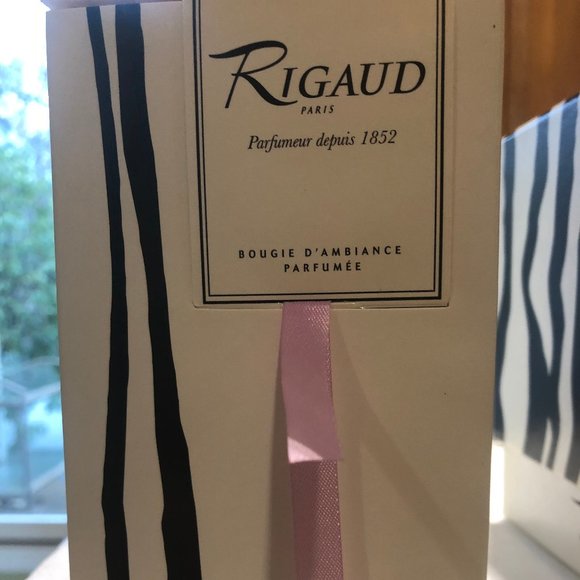 RIGAUD
PARIS
Parfumeur depuis 1852
BOUGIE D'AMBIANCE
PARFUMÉE